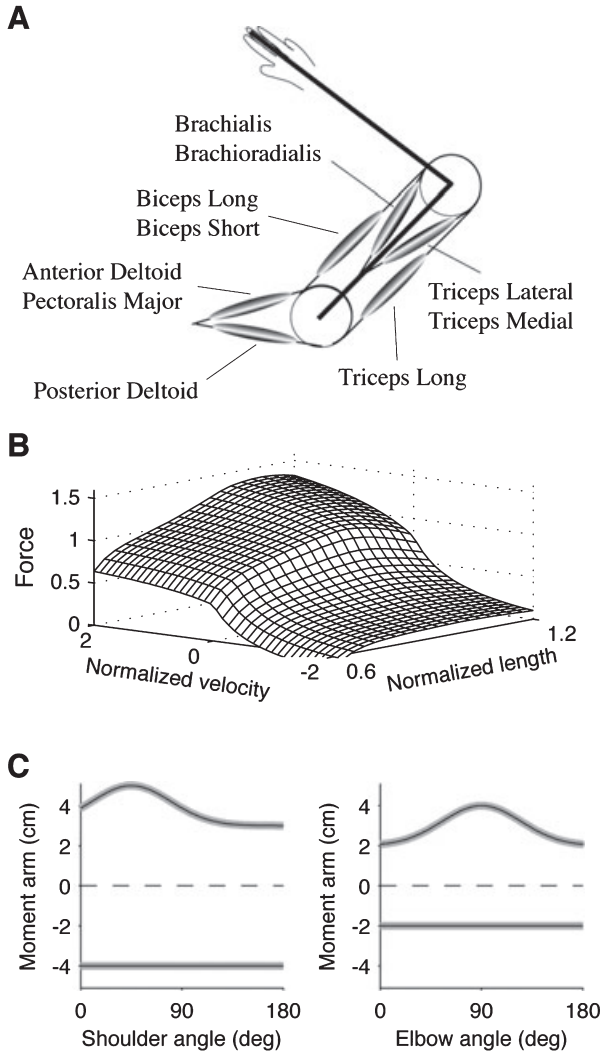 A
Brachialis
Brachioradialis
Biceps Long
Biceps Short
Anterior Deltoid
Pectoralis Major
Triceps Lateral
Triceps Medial
Triceps Long
Posterior Deltoid
B
1.5
1
0.5
0
Force
2
0
-2
Normalized velocity
0.6
1.2
Normalized length
C
4
2
0
-2
-4
Moment arm (cm)
0 90 180
Shoulder angle (deg)
4
2
0
-2
-4
Moment arm (cm)
0 90 180
Elbow angle (deg)